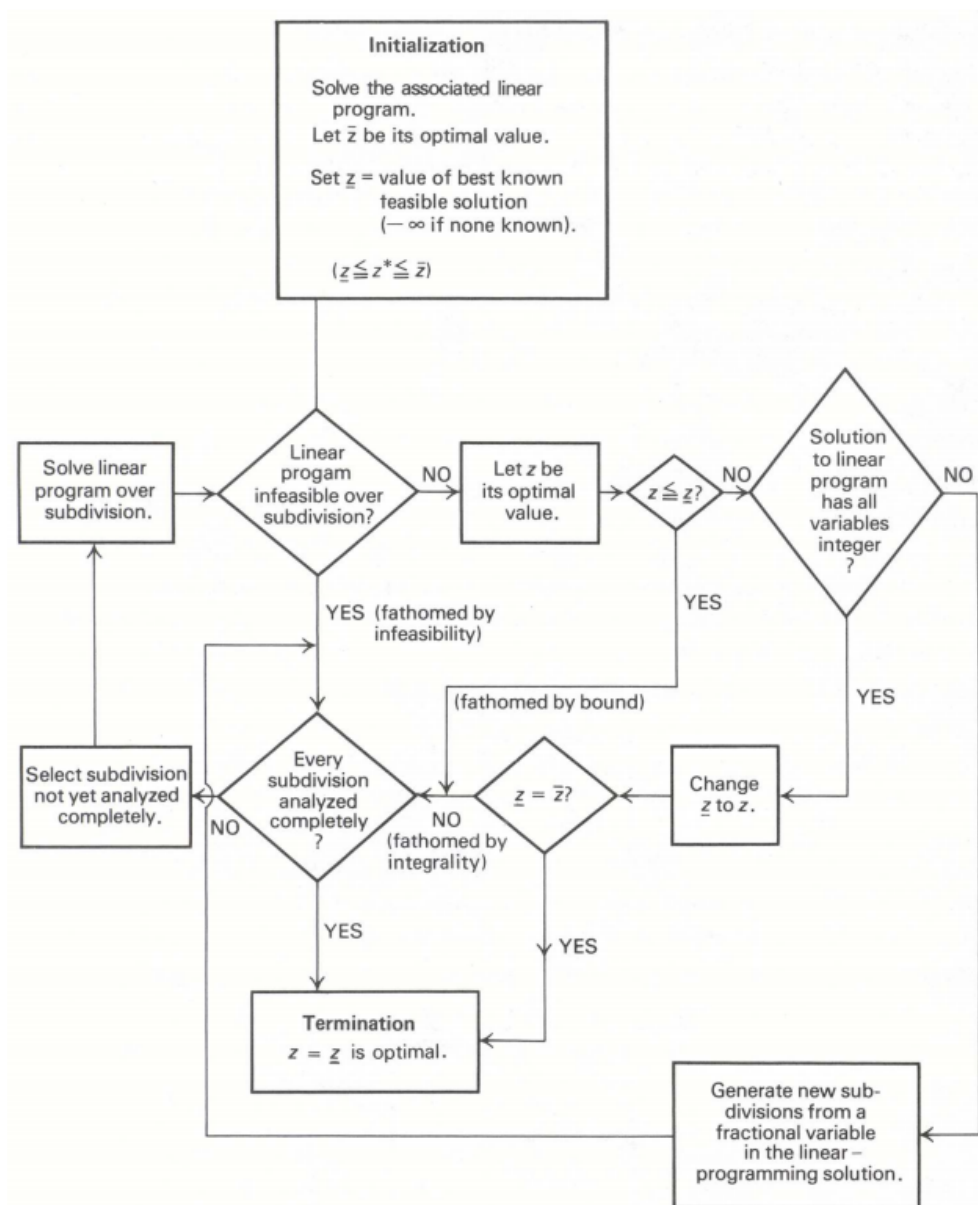 Initialization
Solve the associated linear
program.
Let z̄ be its optimal value.
Set z̲ = value of best known
feasible solution
(− ∞ if none known).
(z̲ ≦ z* ≦ z̄)
Solve linear
program over
subdivision.
Linear
progam
infeasible over
subdivision?
NO
Let z be
its optimal
value.
z ≦ z̲?
NO
Solution
to linear
program
has all
variables
integer
?
NO
YES (fathomed by
infeasibility)
YES
(fathomed by bound)
YES
Select subdivision
not yet analyzed
completely.
NO
Every
subdivision
analyzed
completely
?
NO
(fathomed by
integrality)
z̲ = z̄?
Change
z̲ to z.
YES
YES
Termination
z = z̲ is optimal.
Generate new sub-
divisions from a
fractional variable
in the linear –
programming solution.